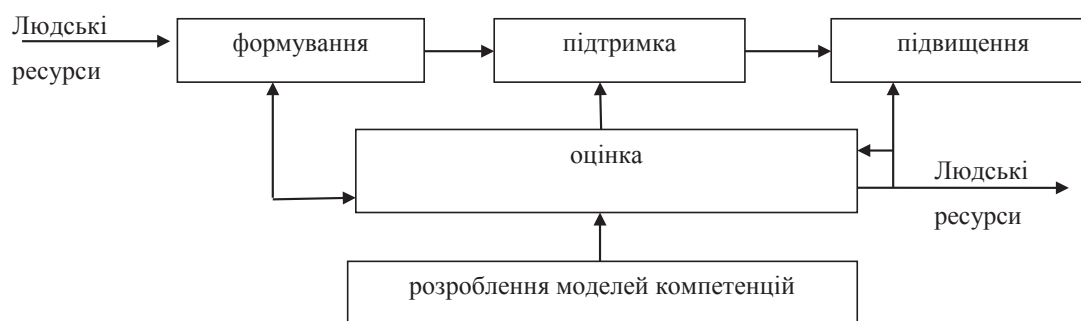 Людські
ресурси
формування
підтримка
підвищення
оцінка
Людські
ресурси
розроблення моделей компетенцій